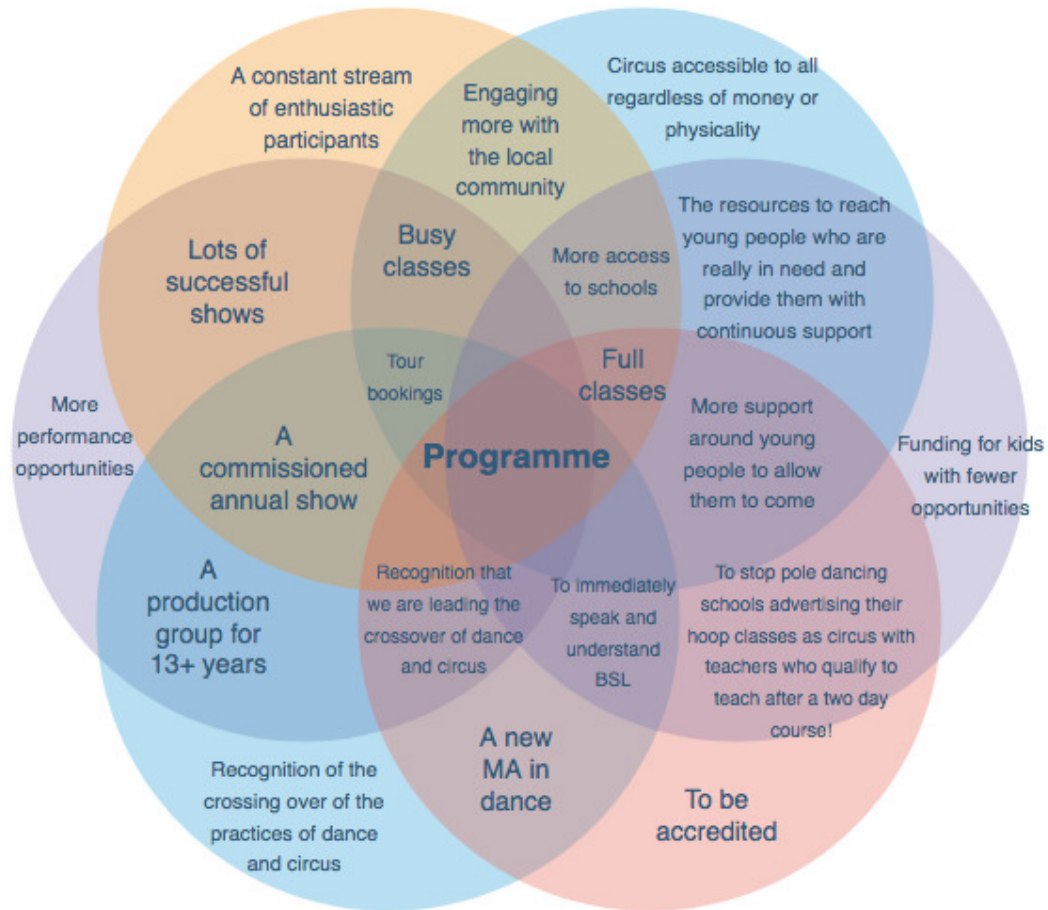 A constant stream
of enthusiastic
participants
Engaging
more with
the local
community
Circus accessible to all
regardless of money or
physicality
Lots of
successful
shows
Busy
classes
More access
to schools
The resources to reach
young people who are
really in need and
provide them with
continuous support
More
performance
opportunities
Tour
bookings
Full
classes
A
commissioned
annual show
Programme
More support
around young
people to allow
them to come
Funding for kids
with fewer
opportunities
A
production
group for
13+ years
Recognition that
we are leading the
crossover of dance
and circus
To immediately
speak and
understand
BSL
To stop pole dancing
schools advertising their
hoop classes as circus with
teachers who qualify to
teach after a two day
course!
Recognition of the
crossing over of the
practices of dance
and circus
A new
MA in
dance
To be
accredited